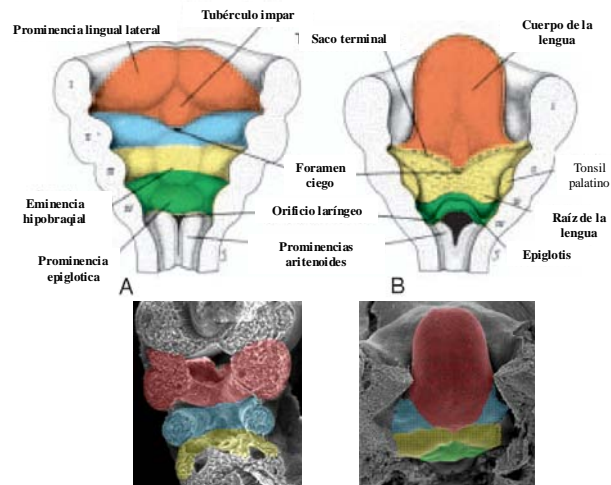 Tubérculo impar
Prominencia lingual lateral
Cuerpo de la
lengua
Saco terminal
Foramen
ciego
Tonsil
palatino
Eminencia
hipobraqial
Orificio laríngeo
Raíz de la
lengua
Prominencia
epiglotica
Prominencias
aritenoides
Epiglotis
A
B